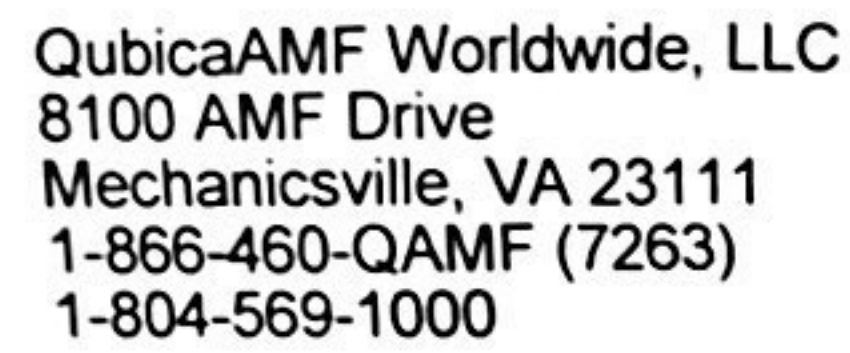 QubicaAMF Worldwide, LLC
8100 AMF Drive
Mechanicsville, VA 23111
1-866-460-QAMF (7263)
1-804-569-1000